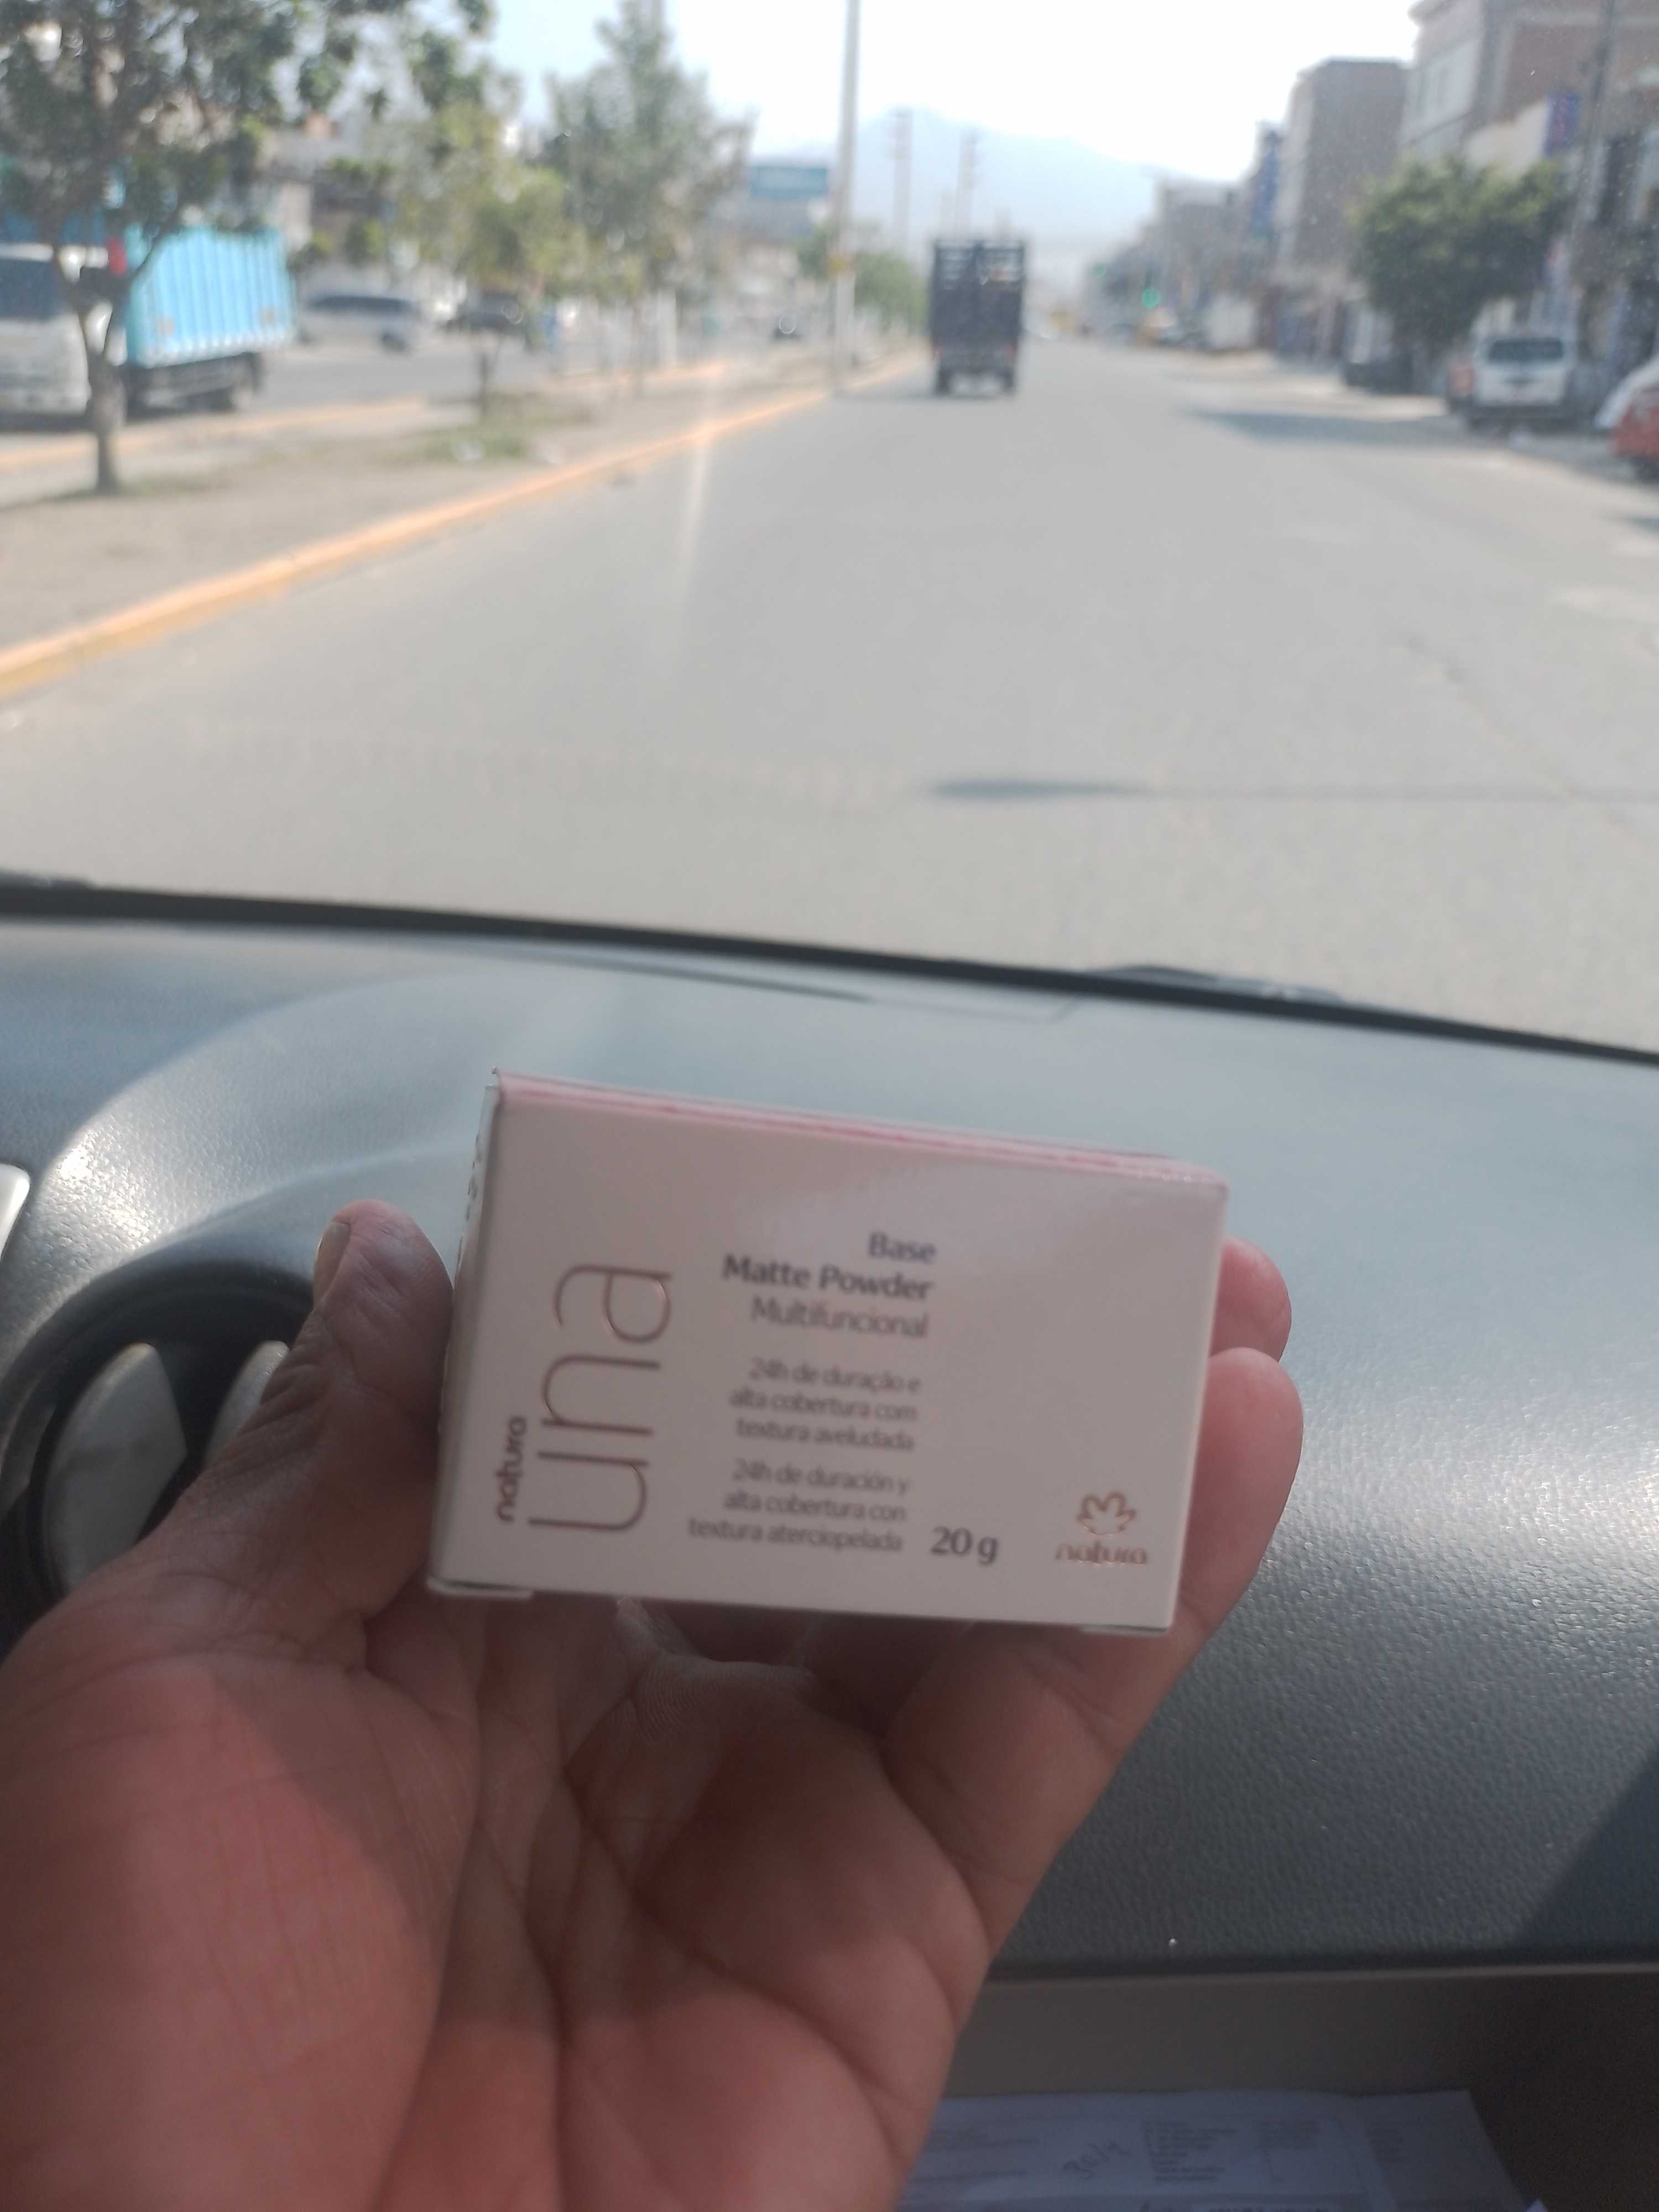 natura
una
Base
Matte Powder
Multifuncional
24h de duração e
alta cobertura com
textura aveludada
24h de duración y
alta cobertura con
textura aterciopelada
20 g
natura